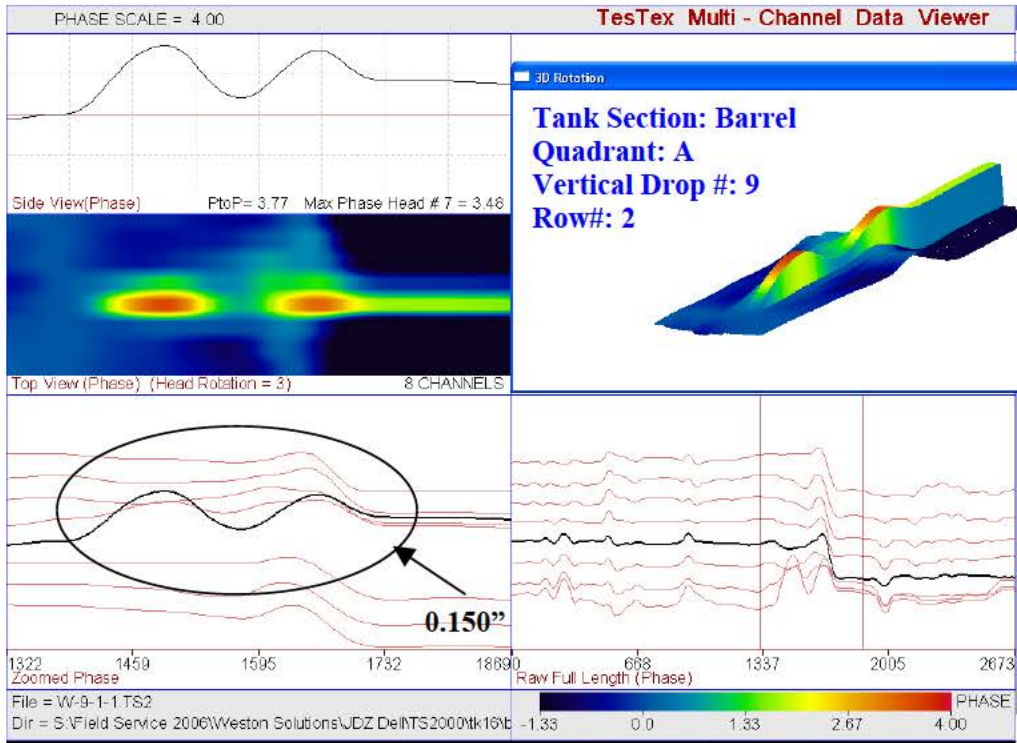 PHASE SCALE = 4.00
TesTex Multi - Channel Data Viewer
3D Rotation
Tank Section: Barrel
Quadrant: A
Vertical Drop #: 9
Row#: 2
Side View(Phase) PtoP= 3.77 Max Phase Head # 7 = 3.48
Top View (Phase) (Head Rotation = 3) 8 CHANNELS
0.150”
1322 1459 1595 1732 1869
Zoomed Phase
0 668 1337 2005 2673
Raw Full Length (Phase)
File = W-9-1-1.TS2
Dir = S:\Field Service 2006\Weston Solutions\JDZ Dell\TS2000\tk16\b
PHASE
-1.33 0.0 1.33 2.67 4.00